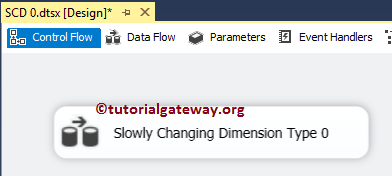 SCD 0.dtsx [Design]*
Control Flow Data Flow Parameters Event Handlers
©tutorialgateway.org
Slowly Changing Dimension Type 0